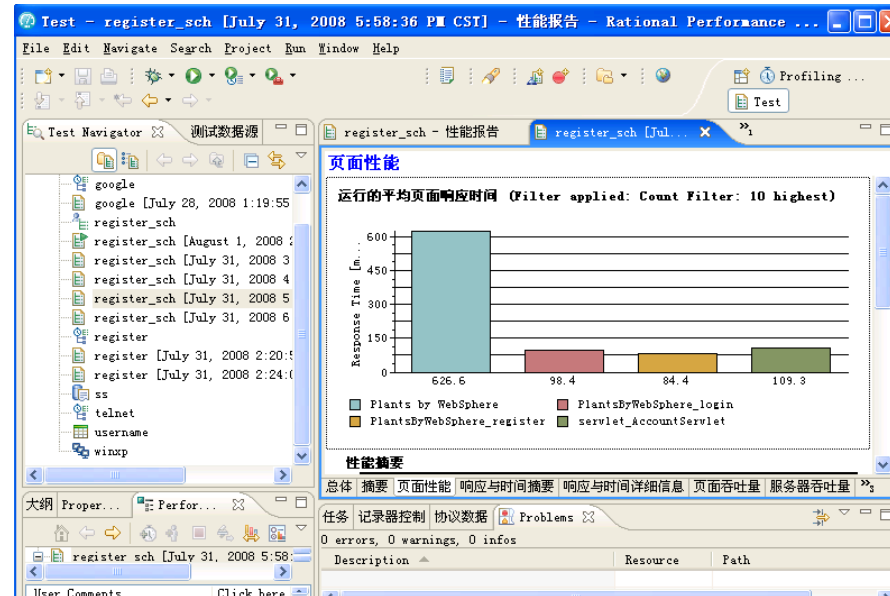 Test - register_sch [July 31, 2008 5:58:36 PM CST] - 性能报告 - Rational Performance ...
File Edit Navigate Search Project Run Window Help
Profiling ...
Test
Test Navigator 测试数据源
google
google [July 28, 2008 1:19:55
register_sch
register_sch [August 1, 2008
register_sch [July 31, 2008 3
register_sch [July 31, 2008 4
register_sch [July 31, 2008 5
register_sch [July 31, 2008 6
register
register [July 31, 2008 2:20:
register [July 31, 2008 2:24:
ss
telnet
username
winxp
register_sch - 性能报告 register_sch [Jul... 1
页面性能
运行的平均页面响应时间 (Filter applied: Count Filter: 10 highest)
Response Time [m...
600
450
300
150
0
626.6 98.4 84.4 109.3
Plants by WebSphere PlantsByWebSphere_login
PlantsByWebSphere_register servlet_AccountServlet
性能摘要
总体 摘要 页面性能 响应与时间摘要 响应与时间详细信息 页面吞吐量 服务器吞吐量
大纲 Proper... Perfor...
register sch [July 31, 2008 5:58:
User Comments Click here
任务 记录器控制 协议数据 Problems
0 errors, 0 warnings, 0 infos
Description Resource Path